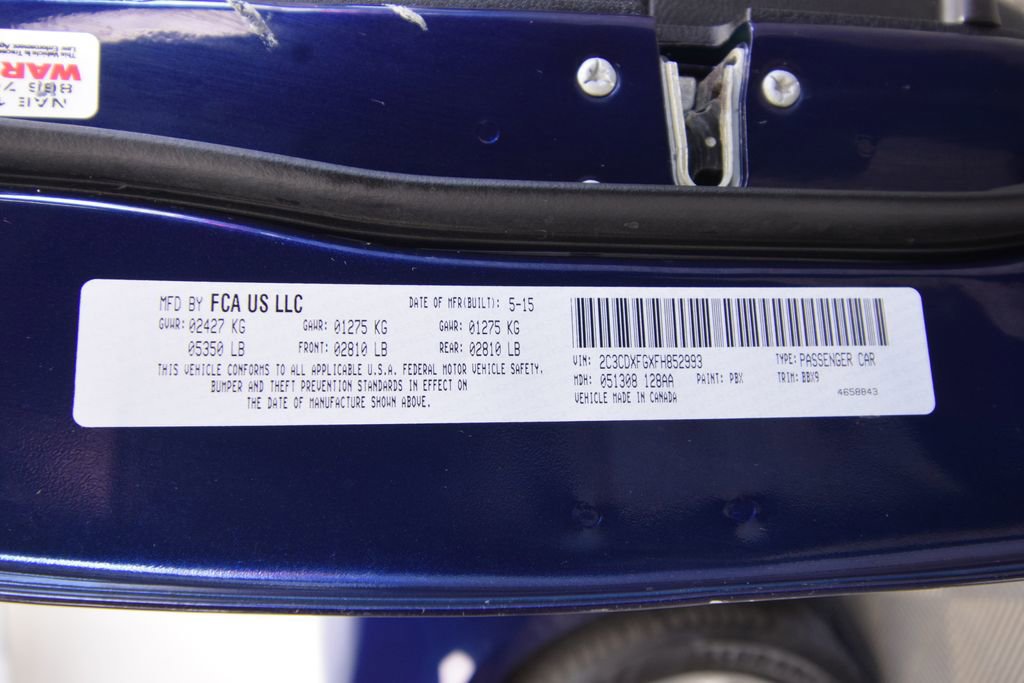 WAR
MFD BY FCA US LLC
DATE OF MFR(BUILT): 5-15
GVWR: 02427 KG GAWR: 01275 KG GAWR: 01275 KG
05350 LB FRONT: 02810 LB REAR: 02810 LB
THIS VEHICLE CONFORMS TO ALL APPLICABLE U.S.A. FEDERAL MOTOR VEHICLE SAFETY,
BUMPER AND THEFT PREVENTION STANDARDS IN EFFECT ON
THE DATE OF MANUFACTURE SHOWN ABOVE.
VIN: 2C3CDXFGXFH852993 TYPE: PASSENGER CAR
MDH: 051308 128AA PAINT: PBX TRIM: BBX9
VEHICLE MADE IN CANADA 4658843